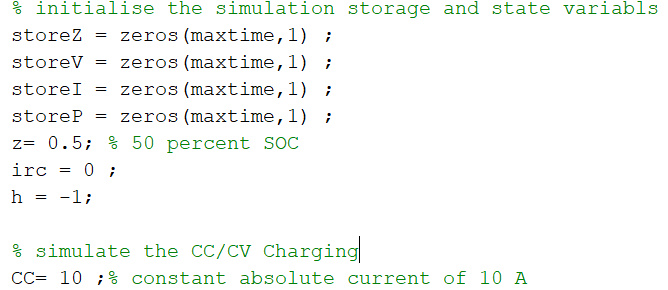 % initialise the simulation storage and state variabls
storeZ = zeros(maxtime,1) ;
storeV = zeros(maxtime,1) ;
storeI = zeros(maxtime,1) ;
storeP = zeros(maxtime,1) ;
z= 0.5; % 50 percent SOC
irc = 0 ;
h = -1;
% simulate the CC/CV Charging
CC= 10 ;% constant absolute current of 10 A